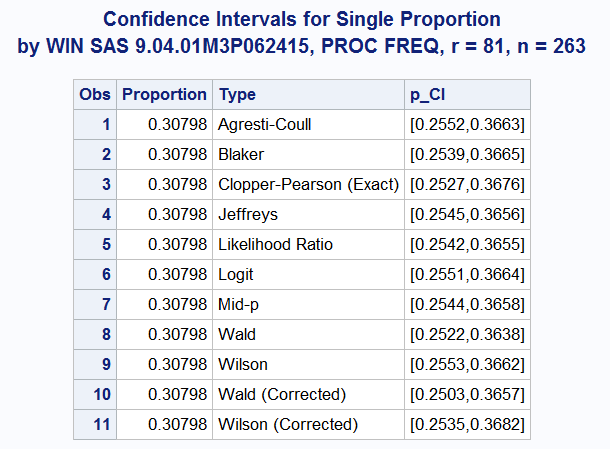 Confidence Intervals for Single Proportion
by WIN SAS 9.04.01M3P062415, PROC FREQ, r = 81, n = 263
Obs Proportion Type p_CI
1 0.30798 Agresti-Coull [0.2552,0.3663]
2 0.30798 Blaker [0.2539,0.3665]
3 0.30798 Clopper-Pearson (Exact) [0.2527,0.3676]
4 0.30798 Jeffreys [0.2545,0.3656]
5 0.30798 Likelihood Ratio [0.2542,0.3655]
6 0.30798 Logit [0.2551,0.3664]
7 0.30798 Mid-p [0.2544,0.3658]
8 0.30798 Wald [0.2522,0.3638]
9 0.30798 Wilson [0.2553,0.3662]
10 0.30798 Wald (Corrected) [0.2503,0.3657]
11 0.30798 Wilson (Corrected) [0.2535,0.3682]